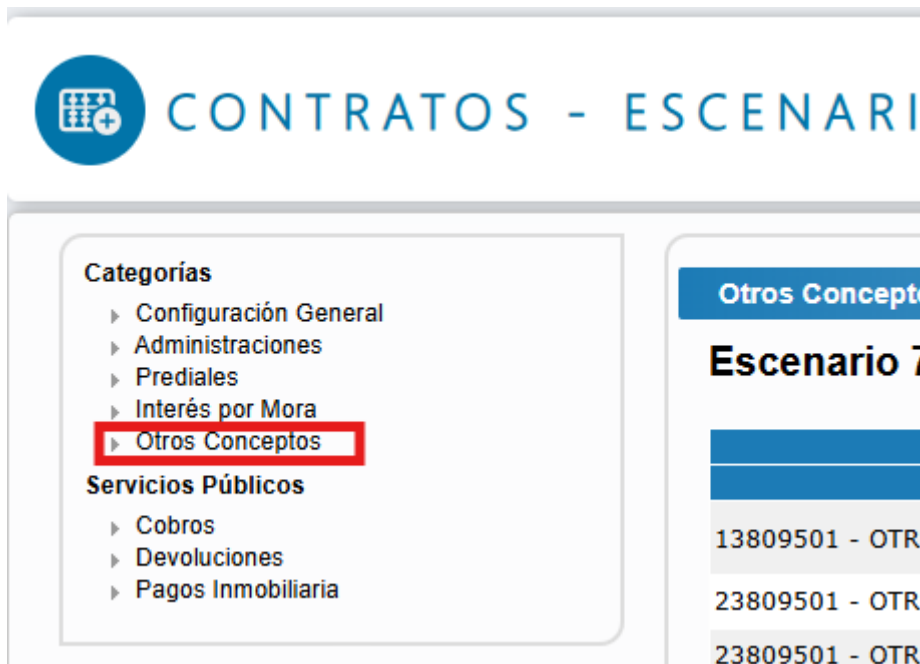 CONTRATOS - ESCENARI
Categorías
Configuración General
Administraciones
Prediales
Interés por Mora
Otros Conceptos
Servicios Públicos
Cobros
Devoluciones
Pagos Inmobiliaria
Otros Concepto
Escenario 7
13809501 - OTR
23809501 - OTR
23809501 - OTR